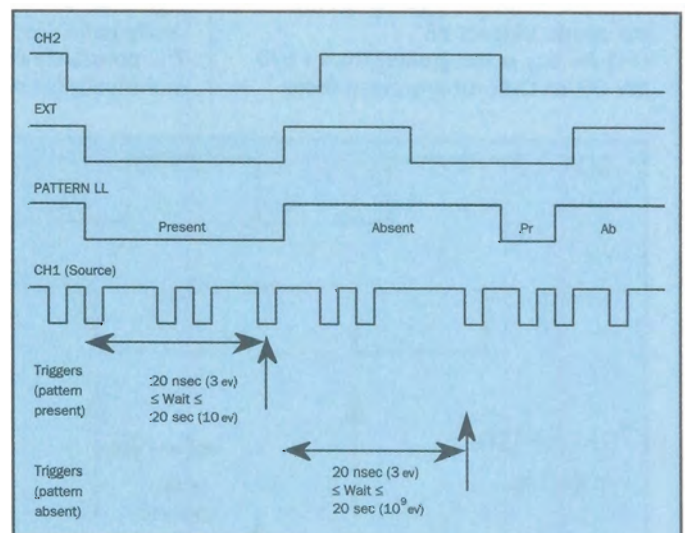 CH2
EXT
PATTERN LL
Present
Absent
Pr
Ab
CH1 (Source)
Triggers
(pattern
present)
20 nsec (3 ev)
≤ Wait ≤
20 sec (10 ev)
Triggers
(pattern
absent)
20 nsec (3 ev)
≤ Wait ≤
20 sec (10⁹ ev)